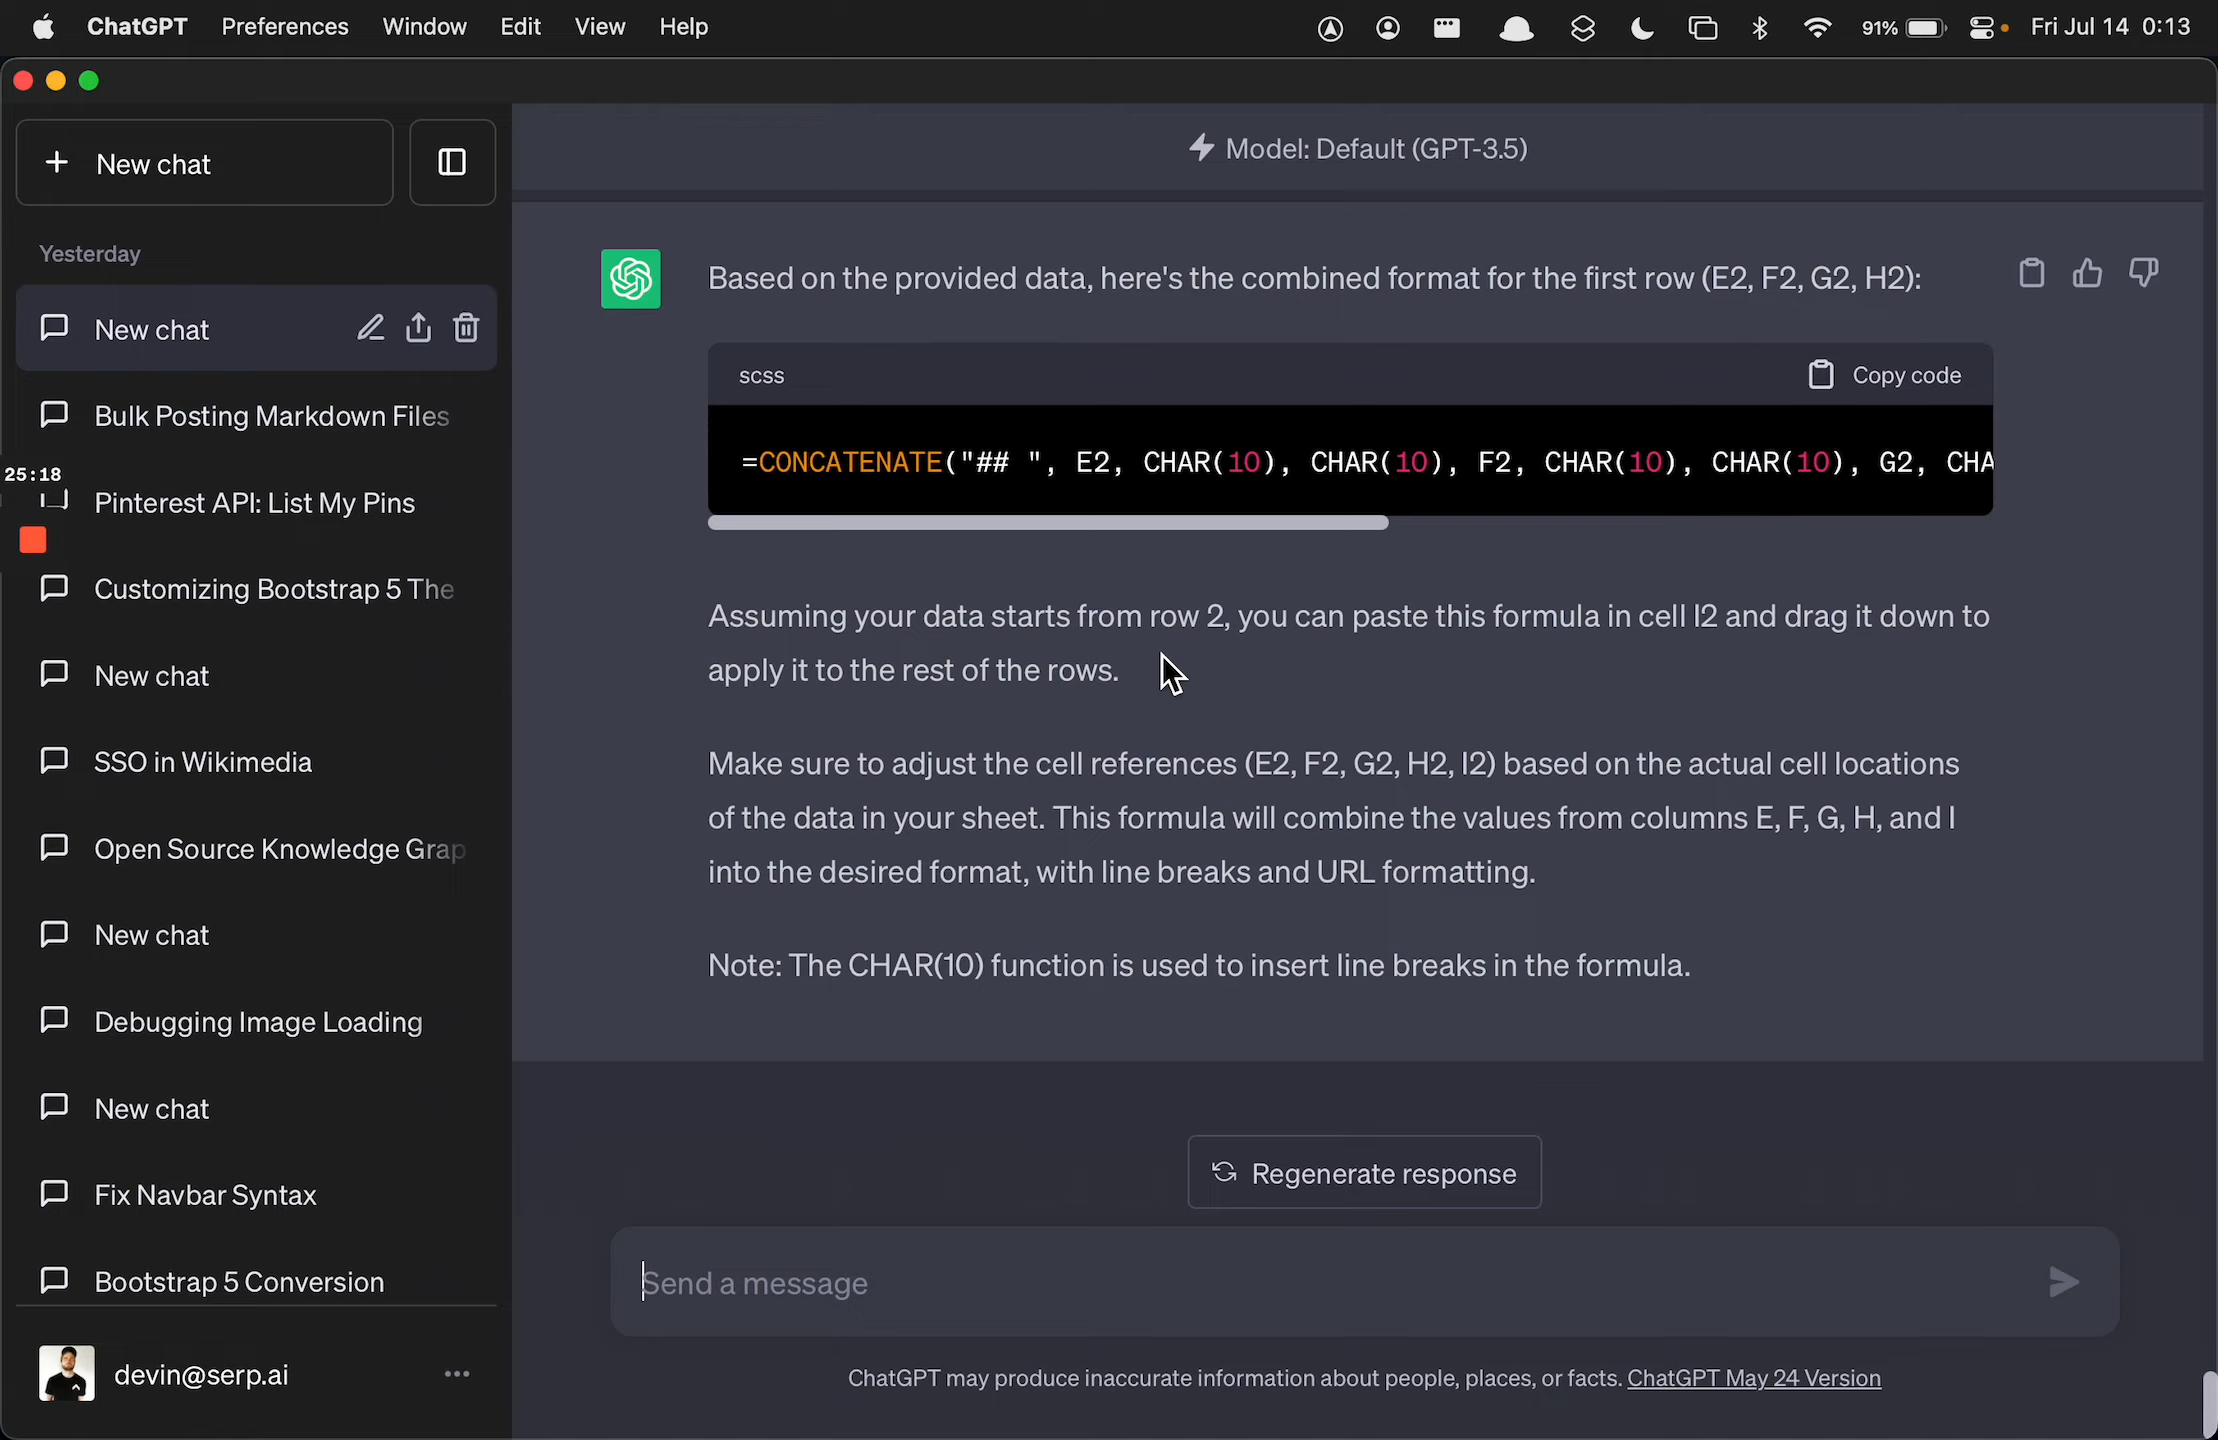 ChatGPT Preferences Window Edit View Help 91% Fri Jul 14 0:13
New chat
Yesterday
New chat
Bulk Posting Markdown Files
25:18
Pinterest API: List My Pins
Customizing Bootstrap 5 The
New chat
SSO in Wikimedia
Open Source Knowledge Grap
New chat
Debugging Image Loading
New chat
Fix Navbar Syntax
Bootstrap 5 Conversion
devin@serp.ai
Model: Default (GPT-3.5)
Based on the provided data, here's the combined format for the first row (E2, F2, G2, H2):
scss Copy code
=CONCATENATE("## ", E2, CHAR(10), CHAR(10), F2, CHAR(10), CHAR(10), G2, CHA
Assuming your data starts from row 2, you can paste this formula in cell I2 and drag it down to
apply it to the rest of the rows.
Make sure to adjust the cell references (E2, F2, G2, H2, I2) based on the actual cell locations
of the data in your sheet. This formula will combine the values from columns E, F, G, H, and I
into the desired format, with line breaks and URL formatting.
Note: The CHAR(10) function is used to insert line breaks in the formula.
Regenerate response
Send a message
ChatGPT may produce inaccurate information about people, places, or facts. ChatGPT May 24 Version